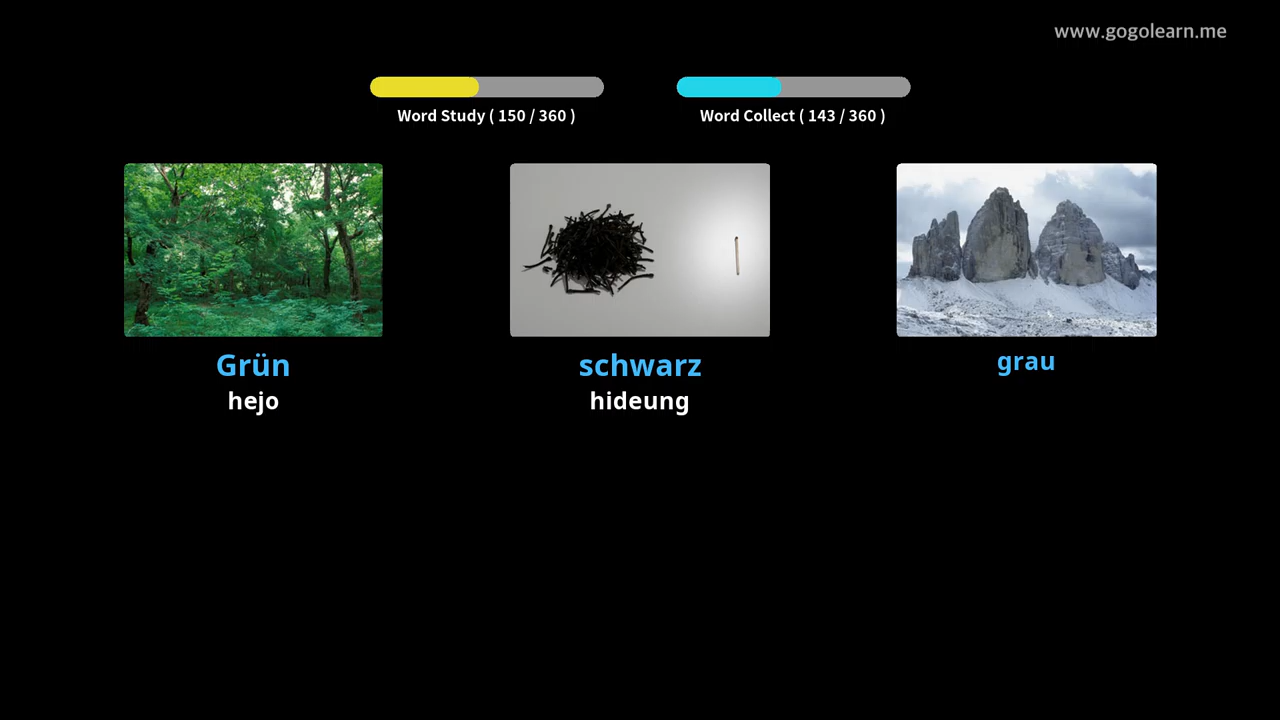 www.gogolearn.me
Word Study ( 150 / 360 )
Word Collect ( 143 / 360 )
Grün
hejo
schwarz
hideung
grau